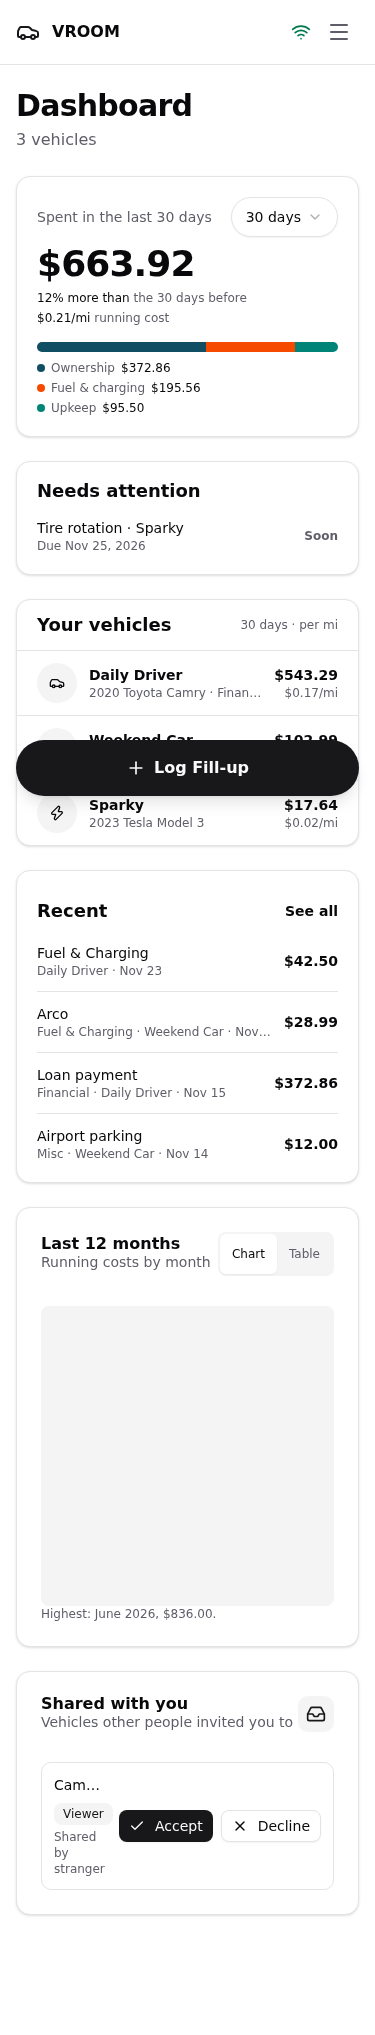 VROOM
Dashboard
3 vehicles
Spent in the last 30 days
30 days
$663.92
12% more than the 30 days before
$0.21/mi running cost
Ownership $372.86
Fuel & charging $195.56
Upkeep $95.50
Needs attention
Tire rotation · Sparky
Due Nov 25, 2026
Soon
Your vehicles
30 days · per mi
Daily Driver
$543.29
2020 Toyota Camry · Finan…
$0.17/mi
Weekend Car
$102.99
Log Fill-up
Sparky
$17.64
2023 Tesla Model 3
$0.02/mi
Recent
See all
Fuel & Charging
Daily Driver · Nov 23
$42.50
Arco
Fuel & Charging · Weekend Car · Nov…
$28.99
Loan payment
Financial · Daily Driver · Nov 15
$372.86
Airport parking
Misc · Weekend Car · Nov 14
$12.00
Last 12 months
Running costs by month
Chart
Table
Highest: June 2026, $836.00.
Shared with you
Vehicles other people invited you to
Cam…
Viewer
Shared
by
stranger
Accept
Decline